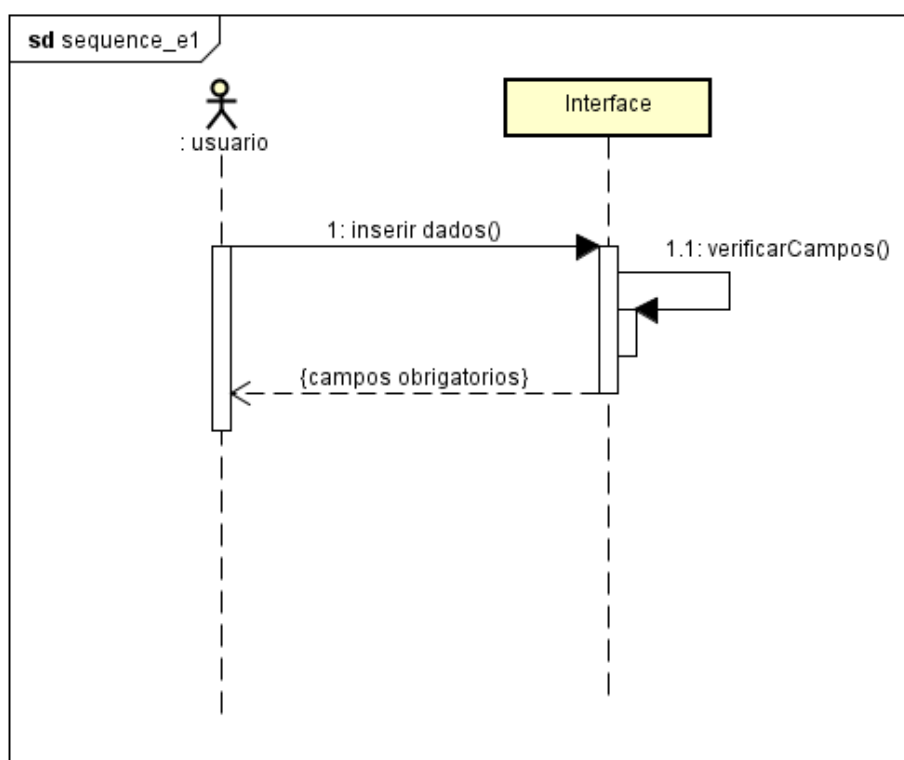 sd sequence_e1
: usuario
Interface
1: inserir dados()
1.1: verificarCampos()
{campos obrigatorios}